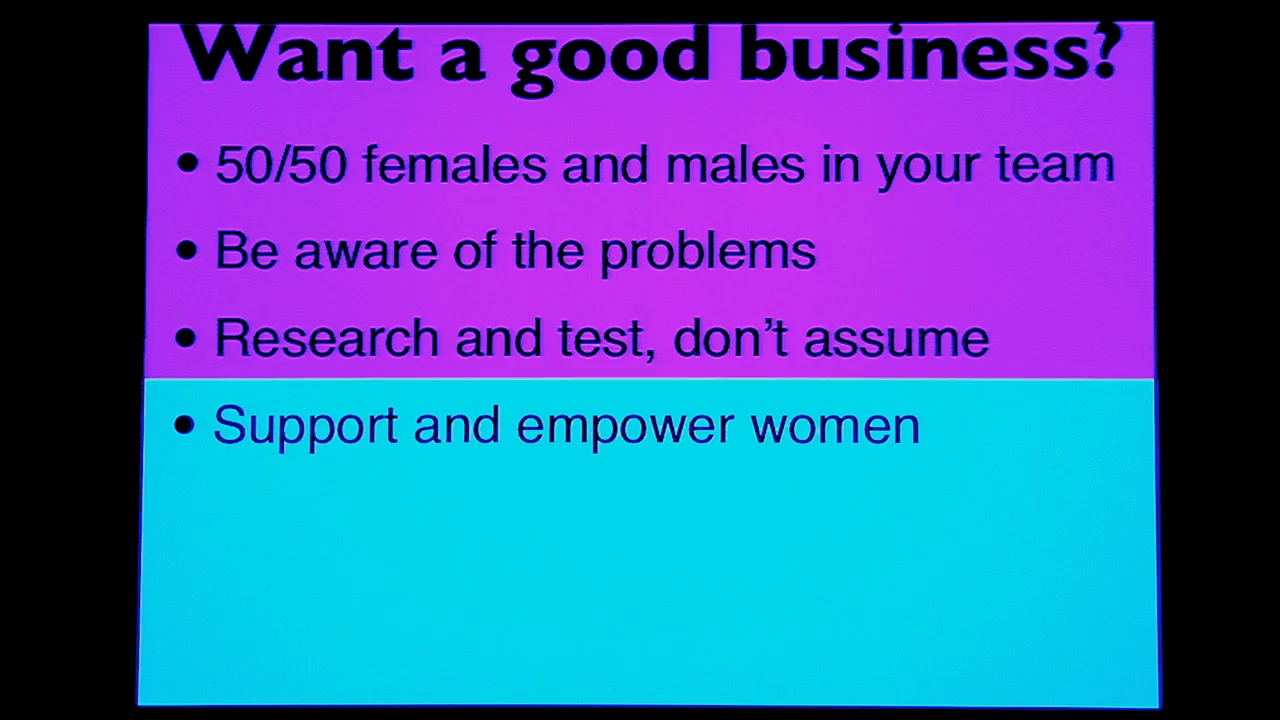 Want a good business?
• 50/50 females and males in your team
• Be aware of the problems
• Research and test, don’t assume
• Support and empower women